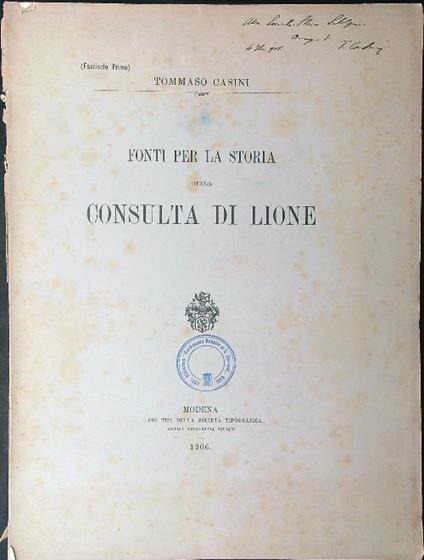 (Fascicolo Primo)
TOMMASO CASINI
FONTI PER LA STORIA
DELLA
CONSULTA DI LIONE
MODENA
COI TIPI DELLA SOCIETÀ TIPOGRAFICA
ANTICA TIPOGRAFIA SOLIANI
1906.